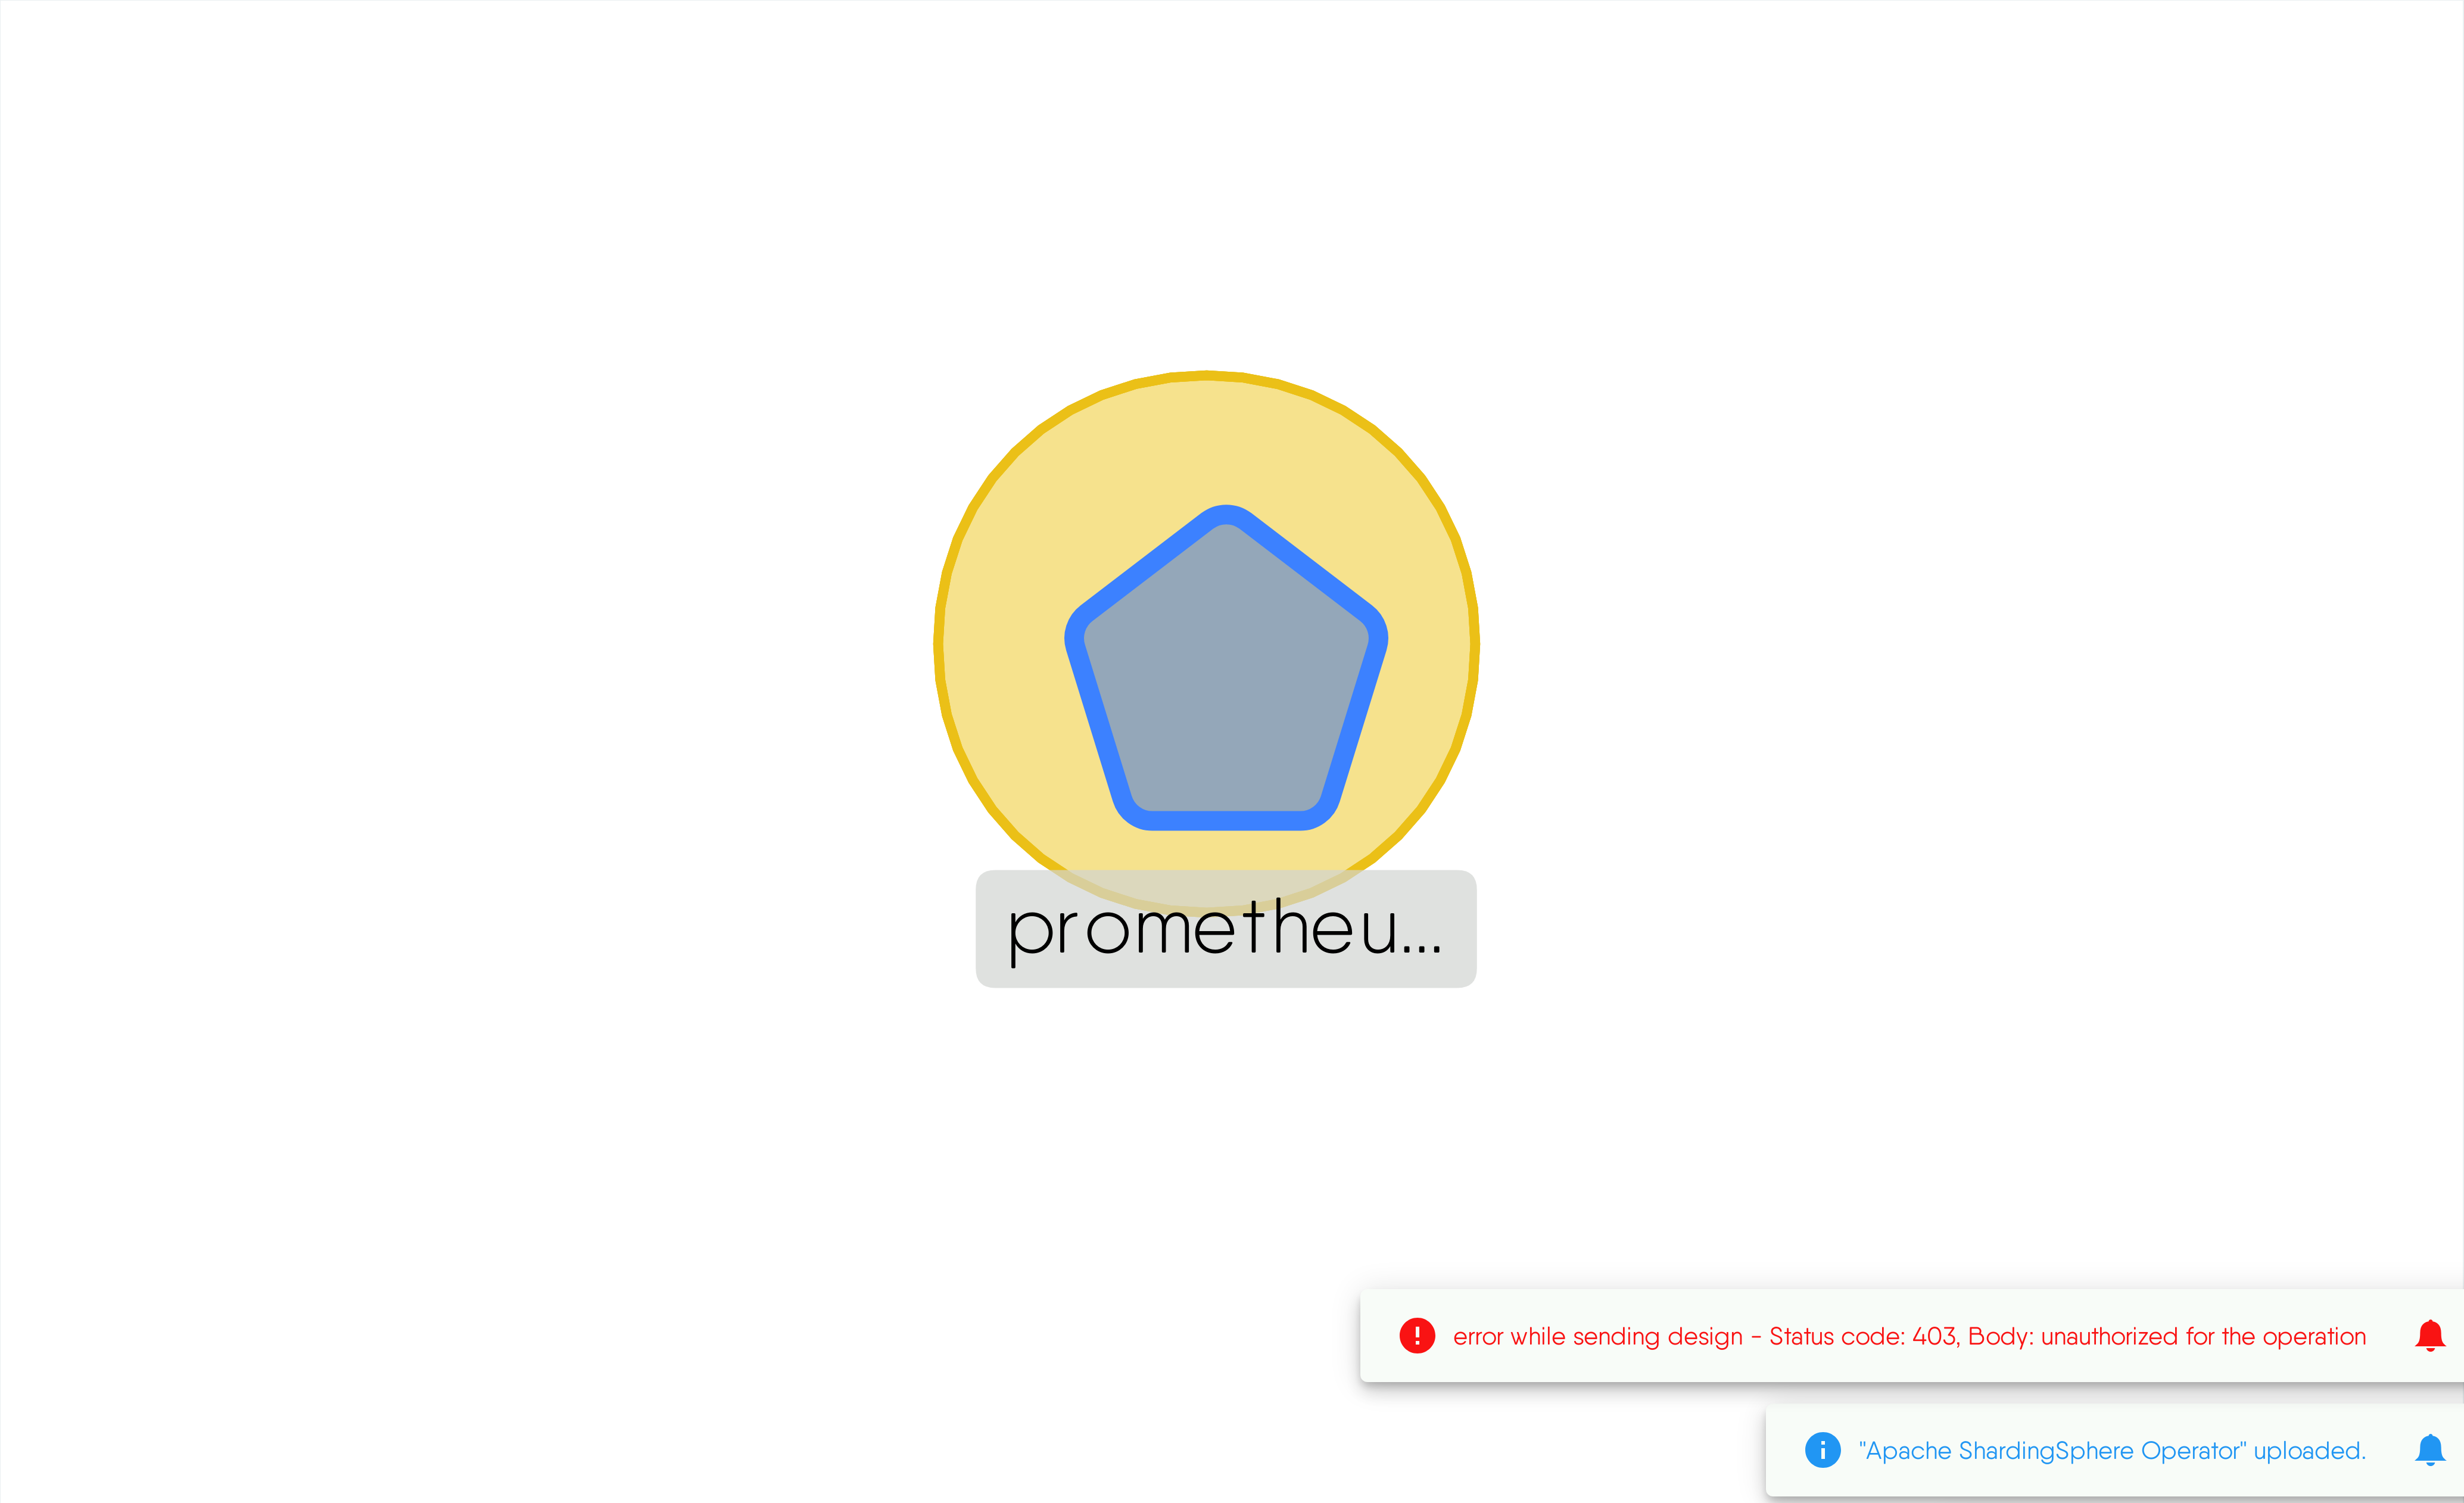 prometheu...
error while sending design - Status code: 403, Body: unauthorized for the operation
"Apache ShardingSphere Operator" uploaded.